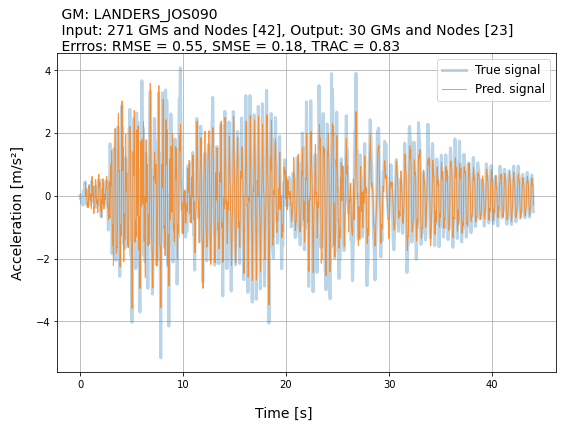 GM: LANDERS_JOS090
Input: 271 GMs and Nodes [42], Output: 30 GMs and Nodes [23]
Errros: RMSE = 0.55, SMSE = 0.18, TRAC = 0.83
True signal
Pred. signal
4
2
0
−2
−4
Acceleration [m/s²]
0 10 20 30 40
Time [s]